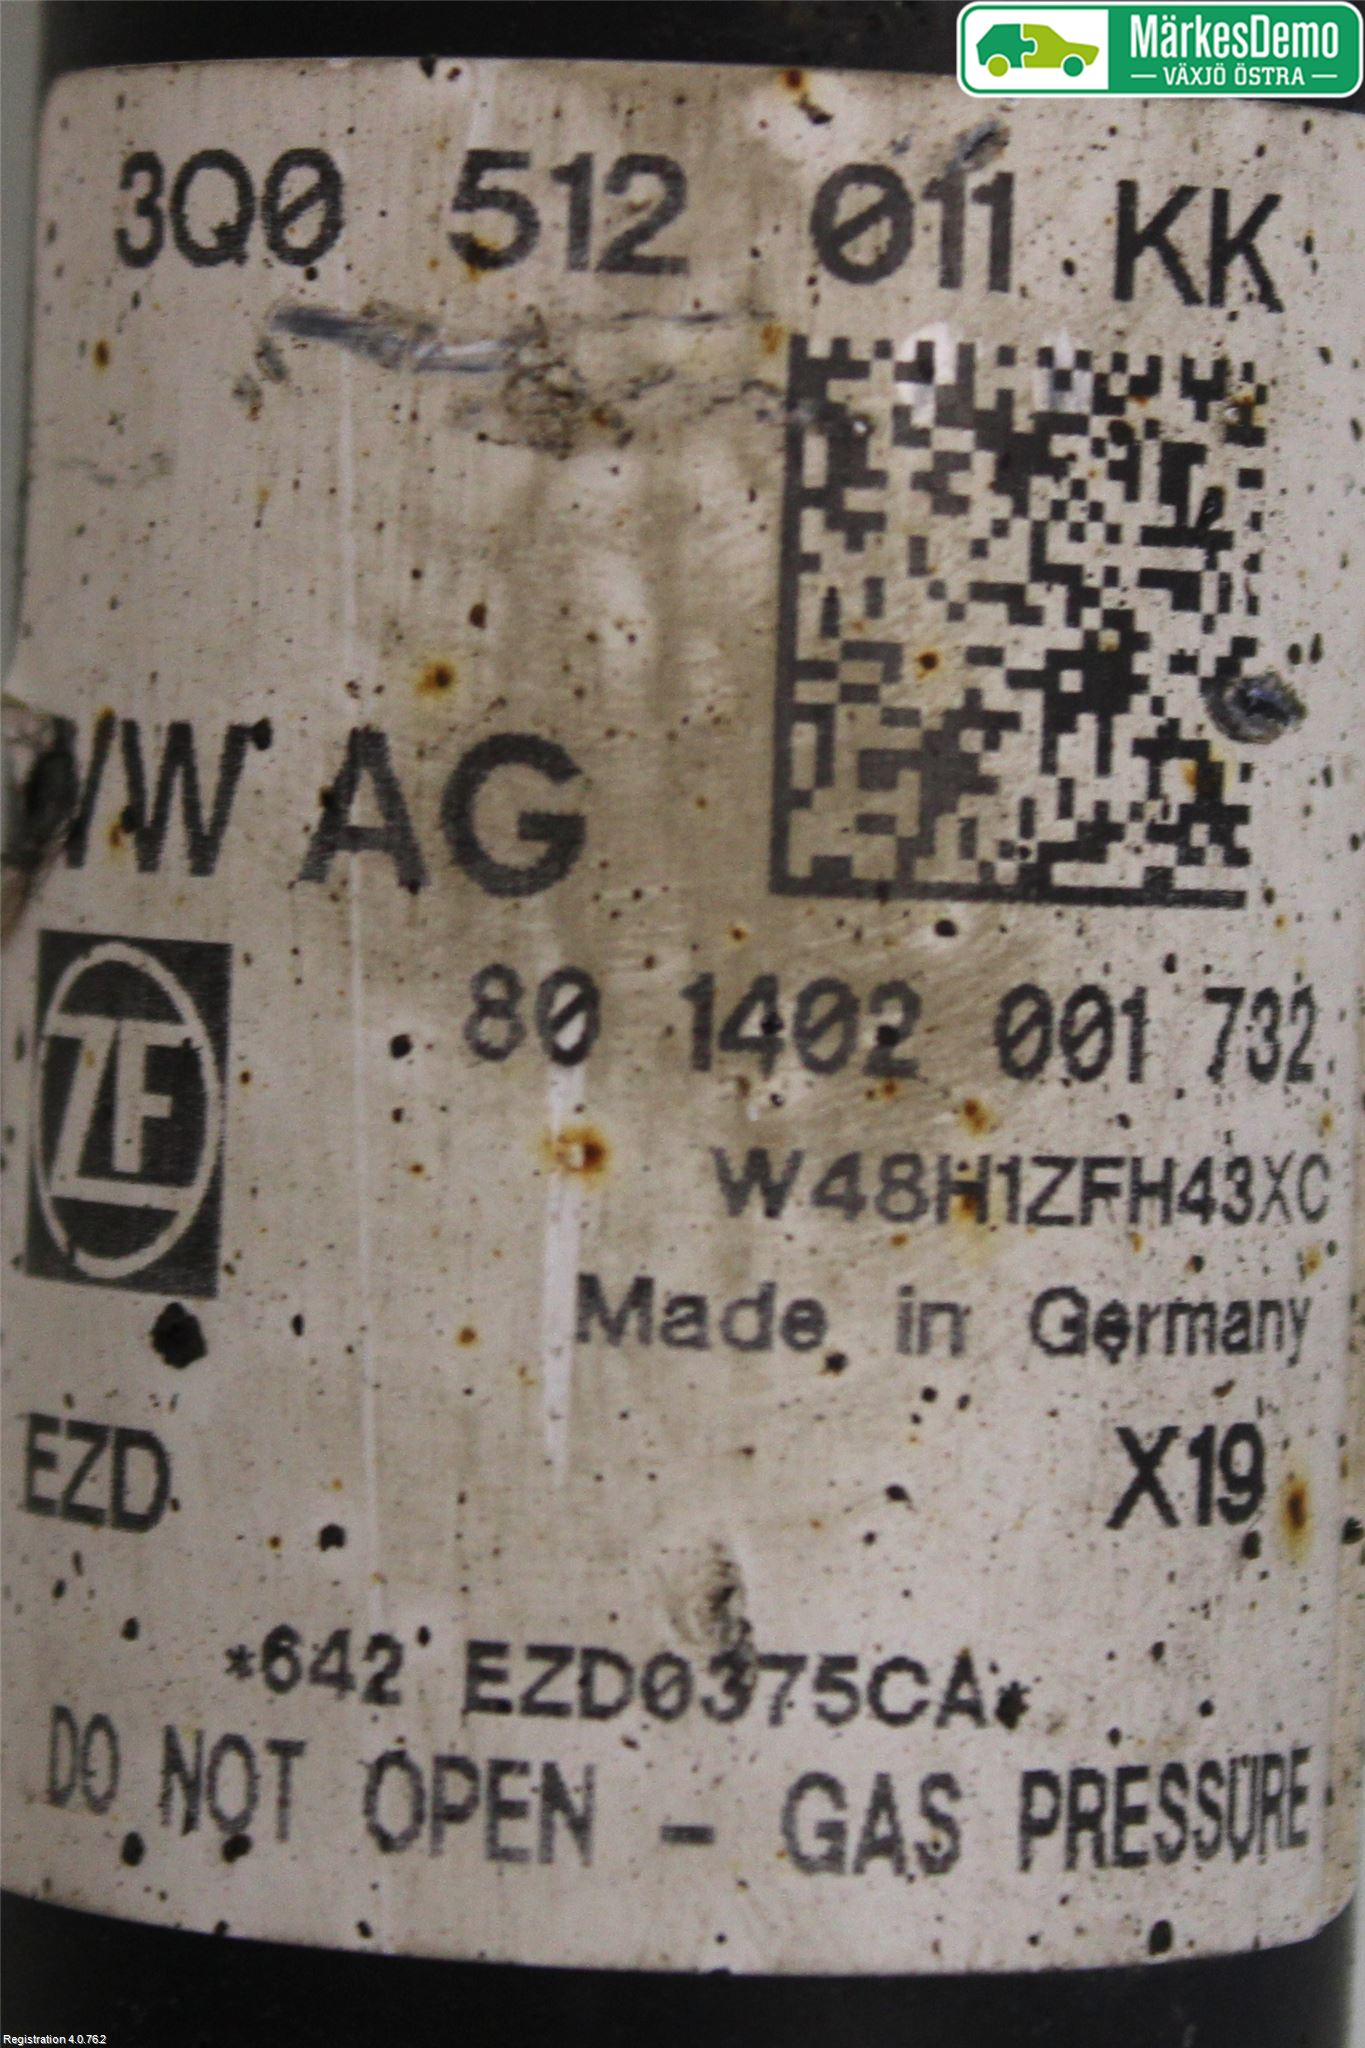 MärkesDemo
VÄXJÖ ÖSTRA
3Q0 512 011 KK
VW AG
ZF
80 1402 001 732
W48H1ZFH43XC
Made in Germany
EZD X19
*642 EZD0375CA*
DO NOT OPEN - GAS PRESSURE
Registration 4.0.76.2